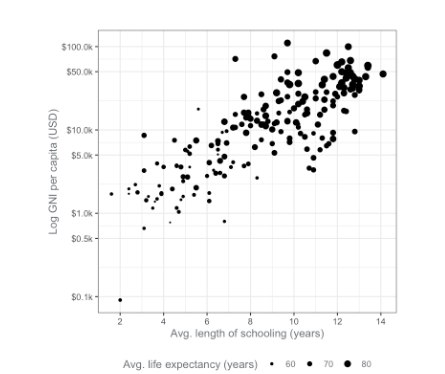 $100.0k
$50.0k
$10.0k
$5.0k
$1.0k
$0.5k
$0.1k
Log GNI per capita (USD)
2 4 6 8 10 12 14
Avg. length of schooling (years)
Avg. life expectancy (years) 60 70 80